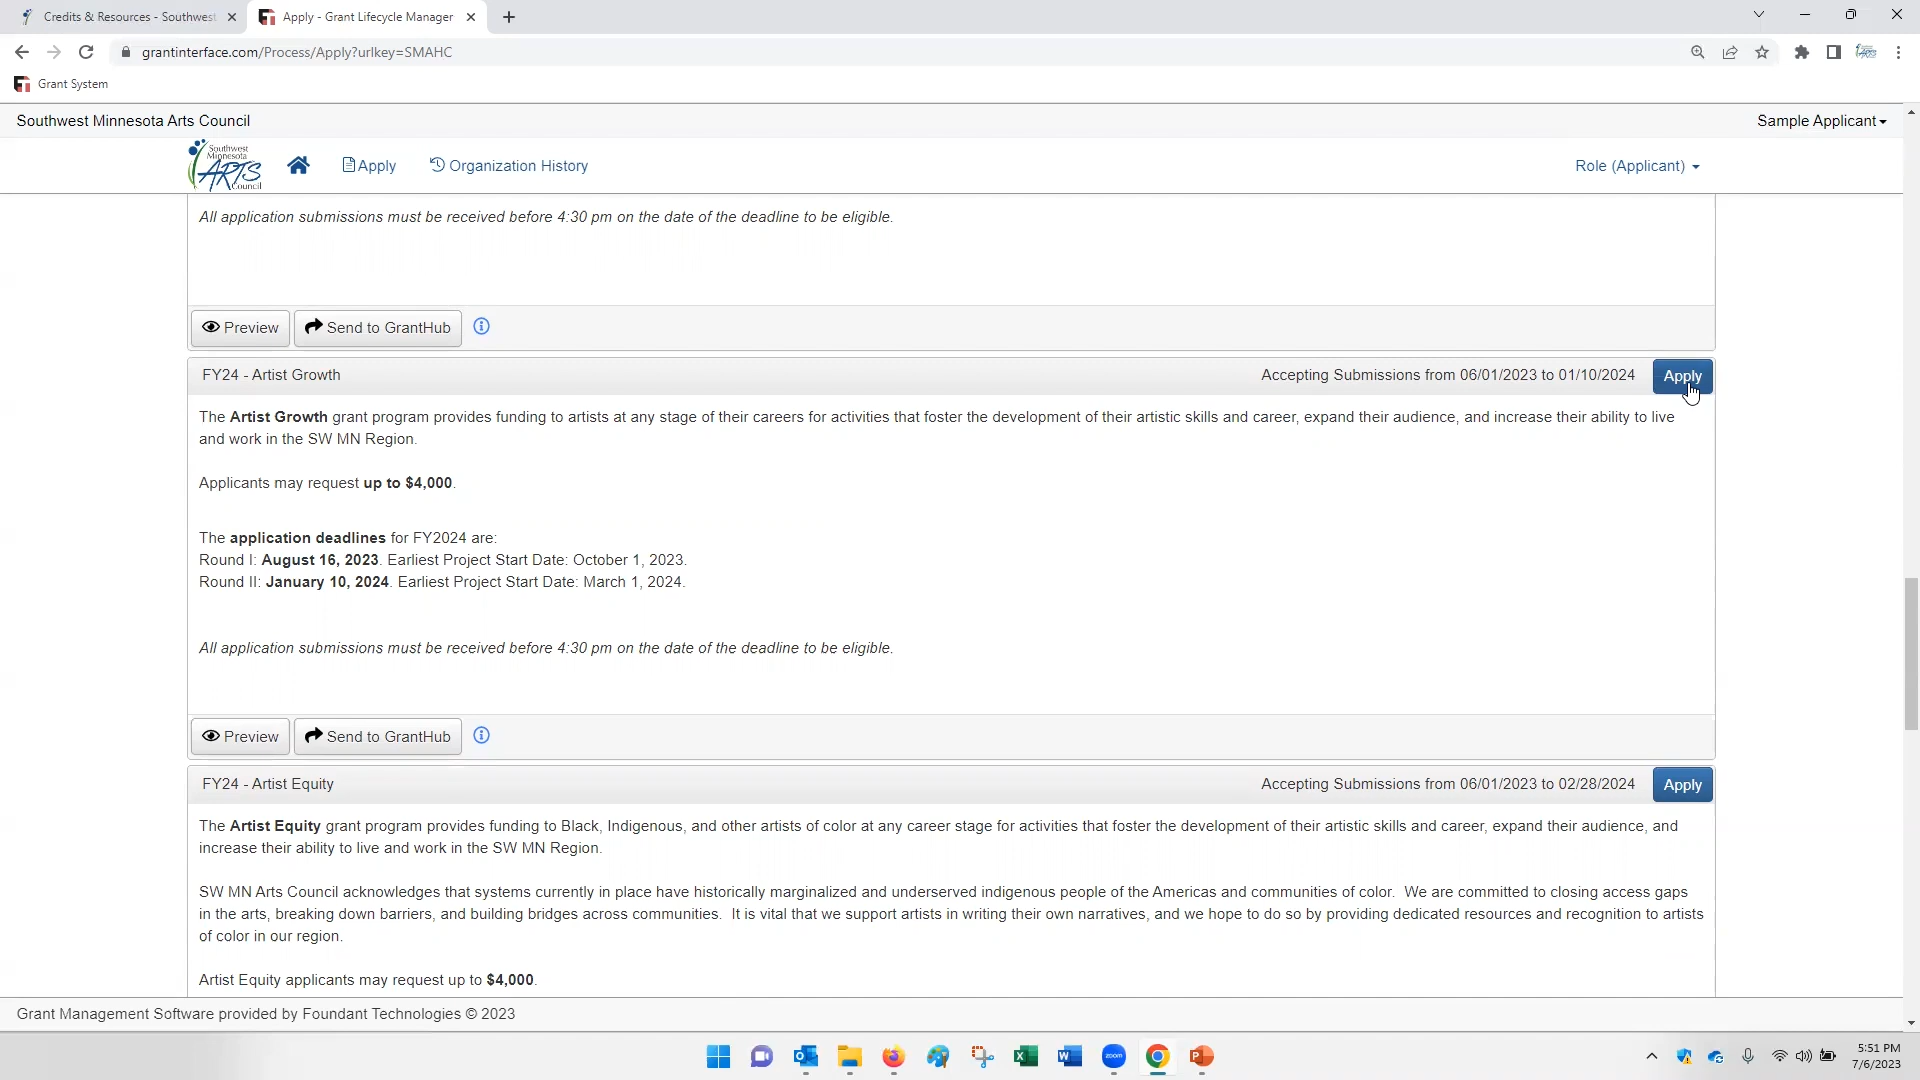 Credits & Resources - Southwest
Apply - Grant Lifecycle Manager
grantinterface.com/Process/Apply?urlkey=SMAHC
Grant System
Southwest Minnesota Arts Council
Sample Applicant
Southwest
Minnesota
ARTS
Council
Apply
Organization History
Role (Applicant)
All application submissions must be received before 4:30 pm on the date of the deadline to be eligible.
Preview
Send to GrantHub
FY24 - Artist Growth
Accepting Submissions from 06/01/2023 to 01/10/2024
Apply
The Artist Growth grant program provides funding to artists at any stage of their careers for activities that foster the development of their artistic skills and career, expand their audience, and increase their ability to live
and work in the SW MN Region.
Applicants may request up to $4,000.
The application deadlines for FY2024 are:
Round I: August 16, 2023. Earliest Project Start Date: October 1, 2023.
Round II: January 10, 2024. Earliest Project Start Date: March 1, 2024.
All application submissions must be received before 4:30 pm on the date of the deadline to be eligible.
Preview
Send to GrantHub
FY24 - Artist Equity
Accepting Submissions from 06/01/2023 to 02/28/2024
Apply
The Artist Equity grant program provides funding to Black, Indigenous, and other artists of color at any career stage for activities that foster the development of their artistic skills and career, expand their audience, and
increase their ability to live and work in the SW MN Region.
SW MN Arts Council acknowledges that systems currently in place have historically marginalized and underserved indigenous people of the Americas and communities of color. We are committed to closing access gaps
in the arts, breaking down barriers, and building bridges across communities. It is vital that we support artists in writing their own narratives, and we hope to do so by providing dedicated resources and recognition to artists
of color in our region.
Artist Equity applicants may request up to $4,000.
Grant Management Software provided by Foundant Technologies © 2023
zoom
5:51 PM
7/6/2023